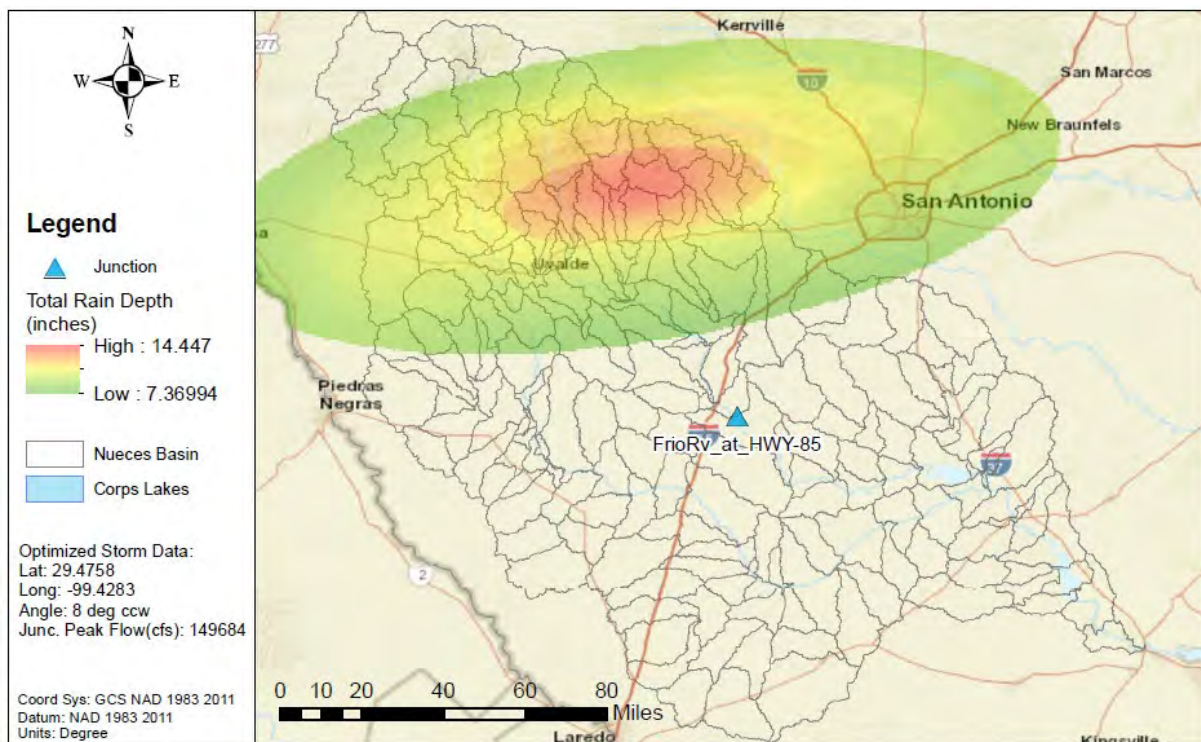 N
W
E
S
Legend
Junction
Total Rain Depth
(inches)
High : 14.447
Low : 7.36994
Nueces Basin
Corps Lakes
Optimized Storm Data:
Lat: 29.4758
Long: -99.4283
Angle: 8 deg ccw
Junc. Peak Flow(cfs): 149684
Coord Sys: GCS NAD 1983 2011
Datum: NAD 1983 2011
Units: Degree
277
Kerrville
10
San Marcos
New Braunfels
San Antonio
Uvalde
Piedras
Negras
FrioRv_at_HWY-85
37
2
0 10 20 40 60 80
Miles
Laredo
Kingsville